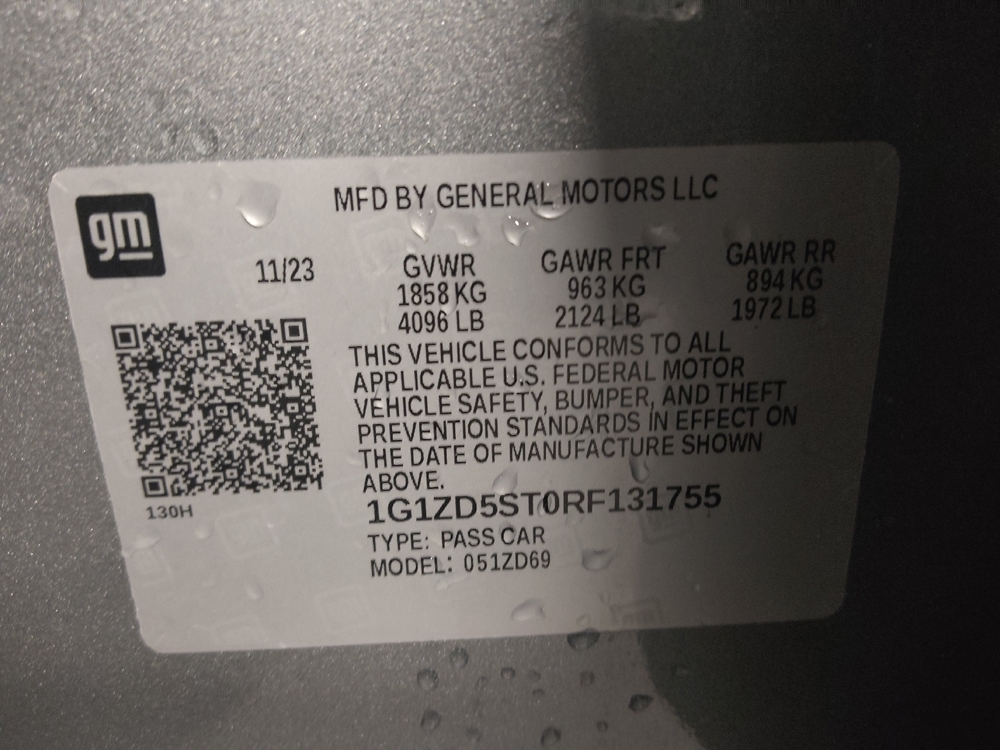 gm
MFD BY GENERAL MOTORS LLC
11/23
GVWR GAWR FRT GAWR RR
1858 KG 963 KG 894 KG
4096 LB 2124 LB 1972 LB
THIS VEHICLE CONFORMS TO ALL
APPLICABLE U.S. FEDERAL MOTOR
VEHICLE SAFETY, BUMPER, AND THEFT
PREVENTION STANDARDS IN EFFECT ON
THE DATE OF MANUFACTURE SHOWN
ABOVE.
130H
1G1ZD5ST0RF131755
TYPE: PASS CAR
MODEL: 051ZD69